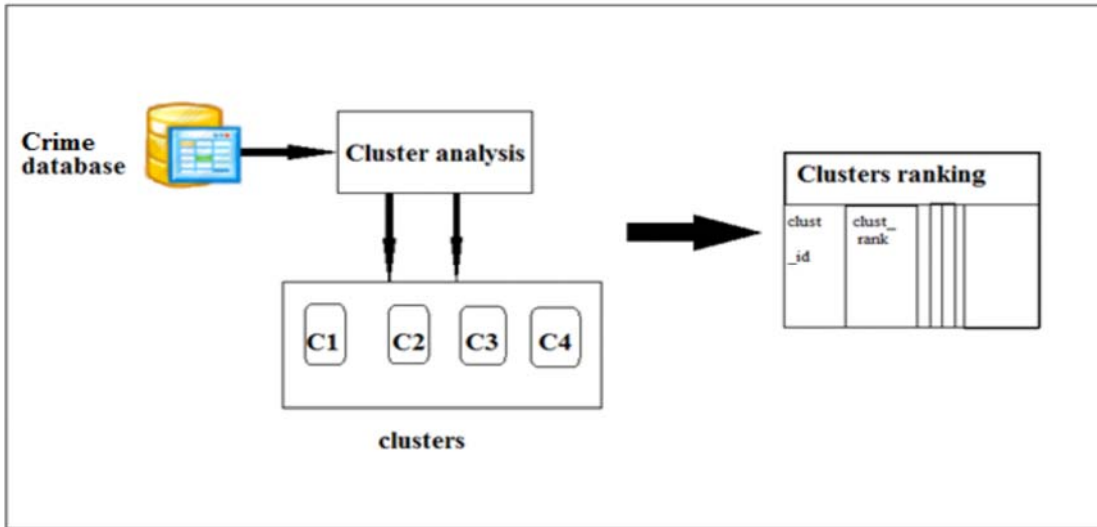 Crime
database
Cluster analysis
C1 C2 C3 C4
clusters
Clusters ranking
clust clust_
rank
_id